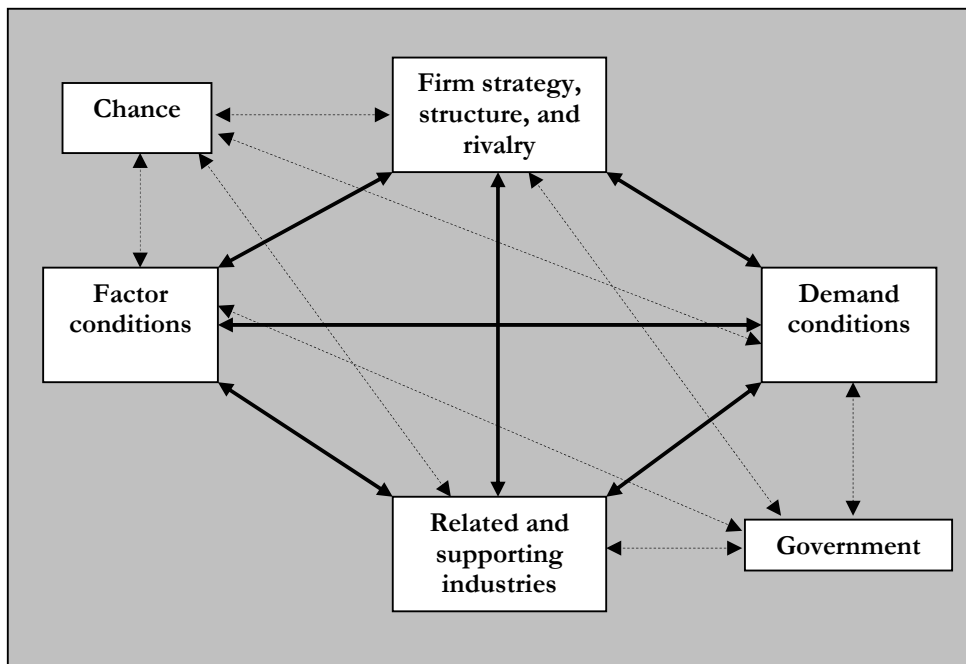 Firm strategy,
structure, and
rivalry
Chance
Factor
conditions
Demand
conditions
Related and
supporting
industries
Government